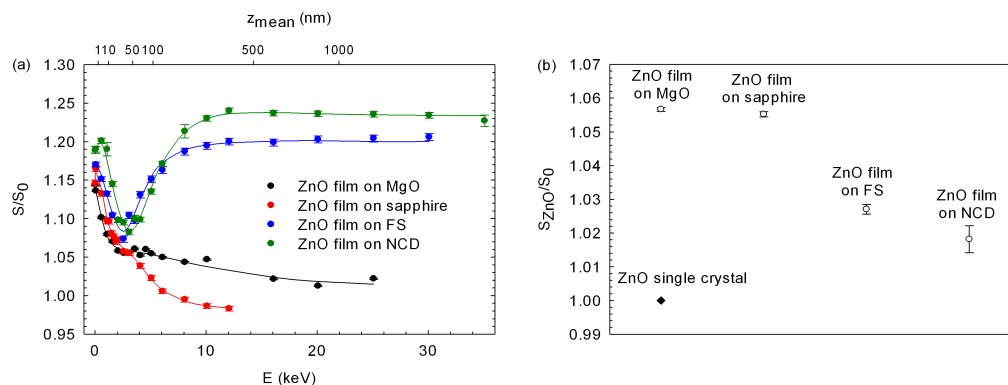 z_mean (nm)
1 10 50 100 500 1000
(a)
1.30
1.25
1.20
1.15
1.10
1.05
1.00
0.95
S/S_0
ZnO film on MgO
ZnO film on sapphire
ZnO film on FS
ZnO film on NCD
0 10 20 30
E (keV)
(b)
1.07
1.06
1.05
1.04
1.03
1.02
1.01
1.00
0.99
S_ZnO/S_0
ZnO film
on MgO
ZnO film
on sapphire
ZnO film
on FS
ZnO film
on NCD
ZnO single crystal